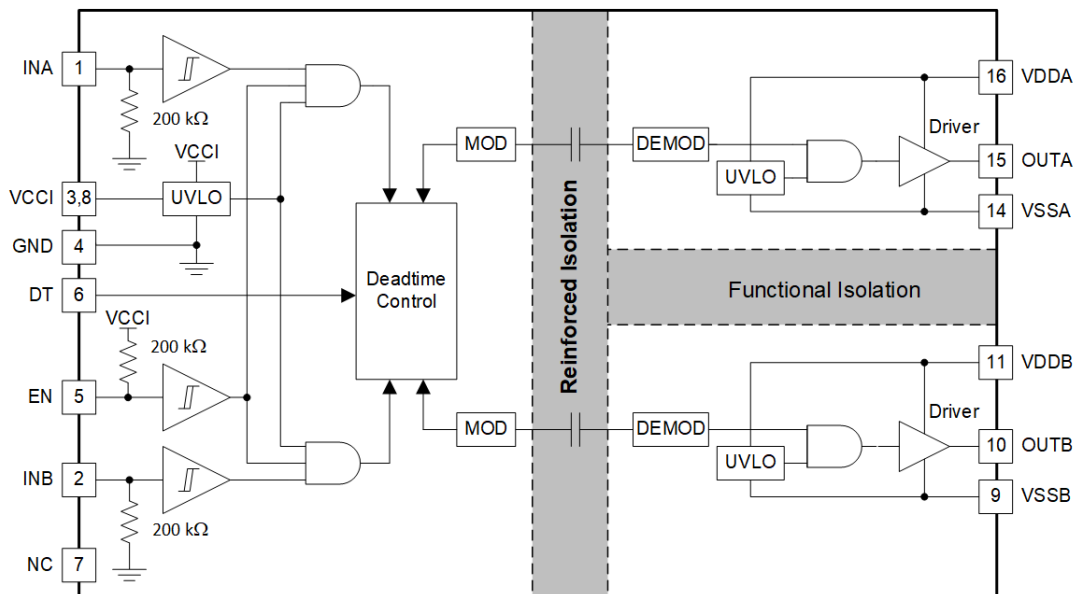 INA
1
200 kΩ
VCCI
VCCI
3,8
UVLO
GND
4
DT
6
VCCI
200 kΩ
EN
5
INB
2
200 kΩ
NC
7
Deadtime
Control
MOD
MOD
Reinforced Isolation
Functional Isolation
DEMOD
UVLO
Driver
16
VDDA
15
OUTA
14
VSSA
DEMOD
UVLO
Driver
11
VDDB
10
OUTB
9
VSSB